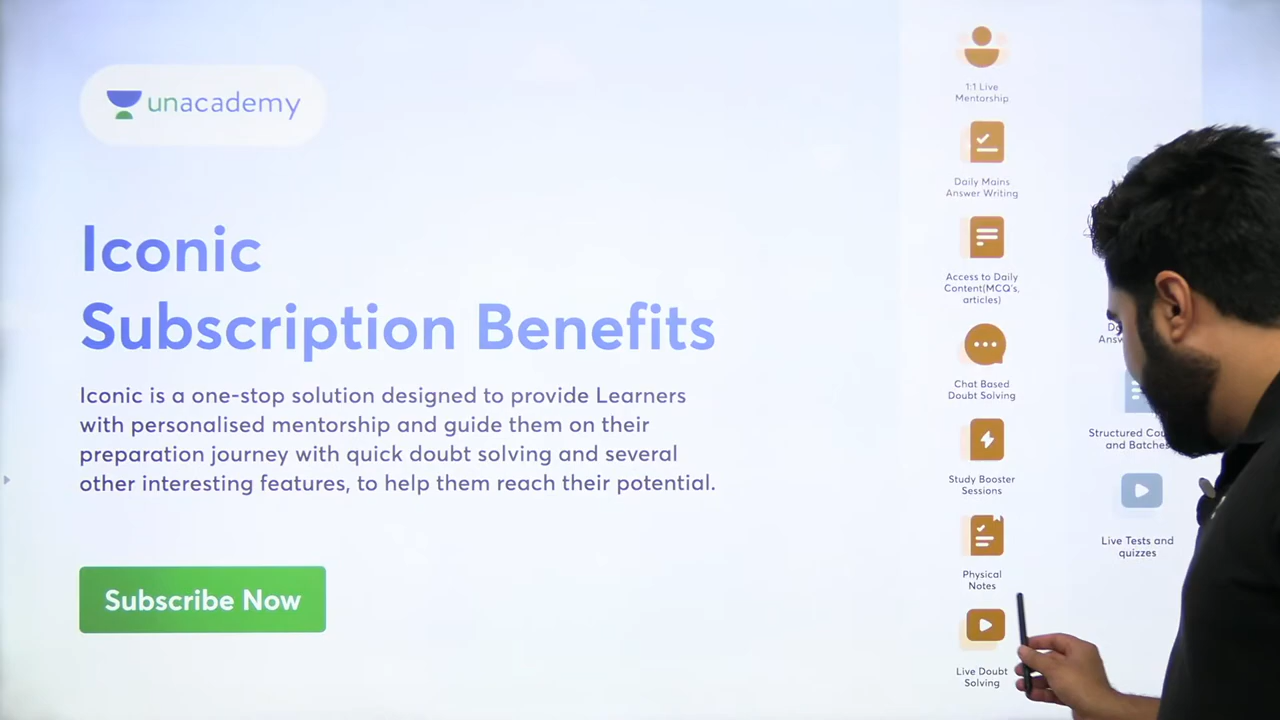 unacademy
Iconic
Subscription Benefits
Iconic is a one-stop solution designed to provide Learners
with personalised mentorship and guide them on their
preparation journey with quick doubt solving and several
other interesting features, to help them reach their potential.
Subscribe Now
1:1 Live
Mentorship
Daily Mains
Answer Writing
Access to Daily
Content(MCQ's,
articles)
Chat Based
Doubt Solving
Study Booster
Sessions
Physical
Notes
Live Doubt
Solving
Structured
and Batches
Live Tests and
quizzes